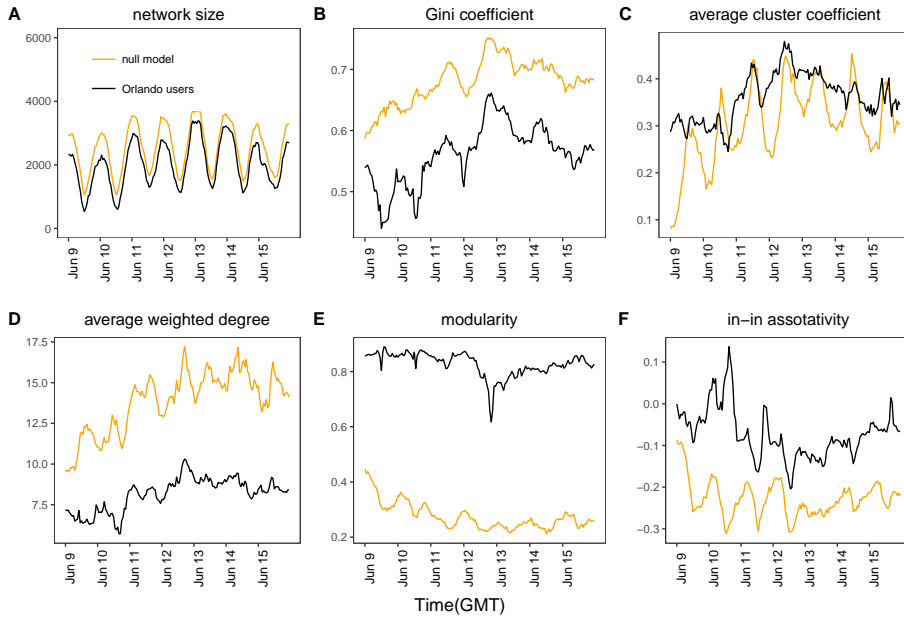 A network size
6000
4000
2000
0
null model
Orlando users
Jun 9
Jun 10
Jun 11
Jun 12
Jun 13
Jun 14
Jun 15
B Gini coefficient
0.7
0.6
0.5
Jun 9
Jun 10
Jun 11
Jun 12
Jun 13
Jun 14
Jun 15
C average cluster coefficient
0.4
0.3
0.2
0.1
Jun 9
Jun 10
Jun 11
Jun 12
Jun 13
Jun 14
Jun 15
D average weighted degree
17.5
15.0
12.5
10.0
7.5
Jun 9
Jun 10
Jun 11
Jun 12
Jun 13
Jun 14
Jun 15
E modularity
0.8
0.6
0.4
0.2
Jun 9
Jun 10
Jun 11
Jun 12
Jun 13
Jun 14
Jun 15
F in−in assotativity
0.1
0.0
−0.1
−0.2
−0.3
Jun 9
Jun 10
Jun 11
Jun 12
Jun 13
Jun 14
Jun 15
Time(GMT)